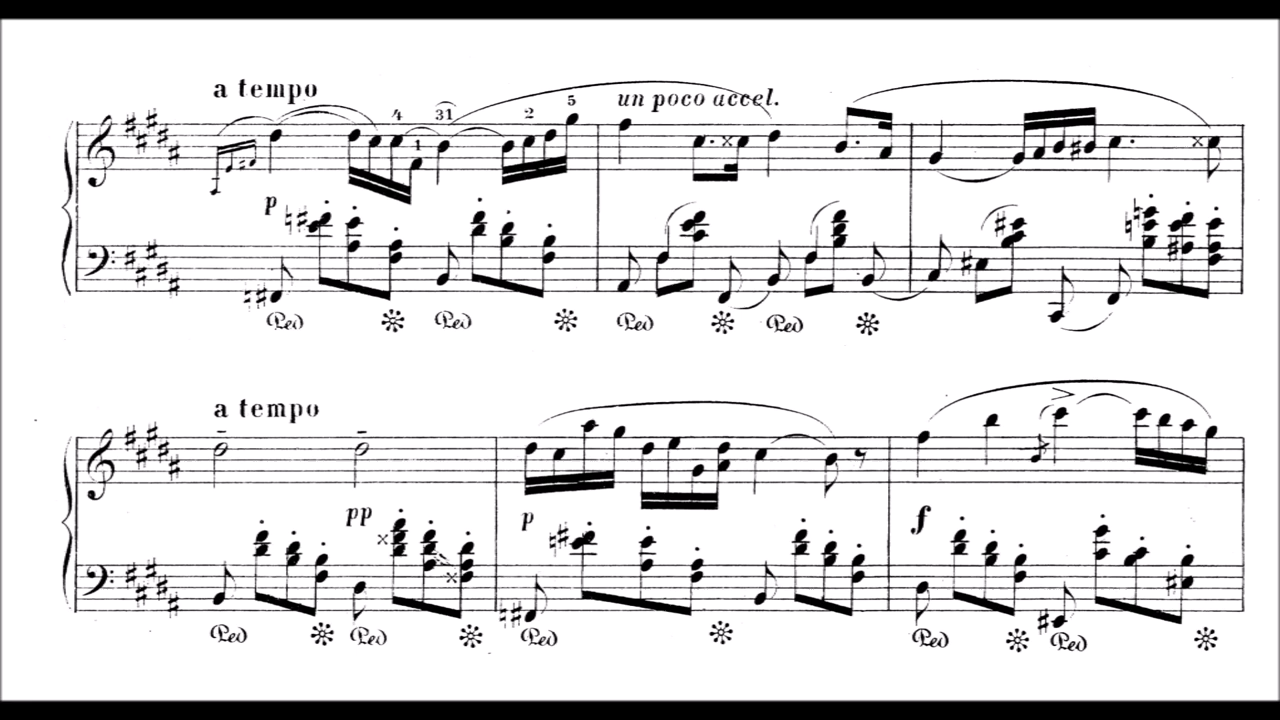 a tempo
un poco accel.
4 31 2 5
1
p
Ped Ped Ped Ped
a tempo
pp p f
Ped Ped Ped Ped Ped